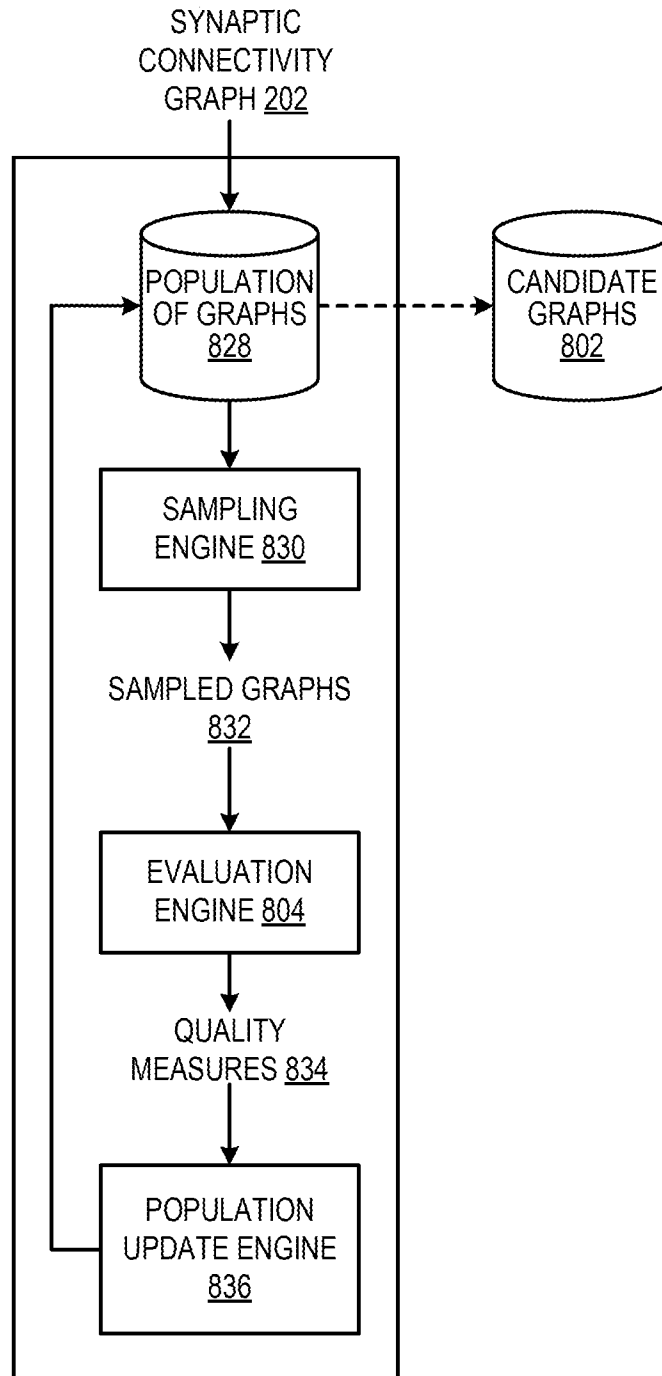 SYNAPTIC
CONNECTIVITY
GRAPH 202
POPULATION
OF GRAPHS
828
CANDIDATE
GRAPHS
802
SAMPLING
ENGINE 830
SAMPLED GRAPHS
832
EVALUATION
ENGINE 804
QUALITY
MEASURES 834
POPULATION
UPDATE ENGINE
836